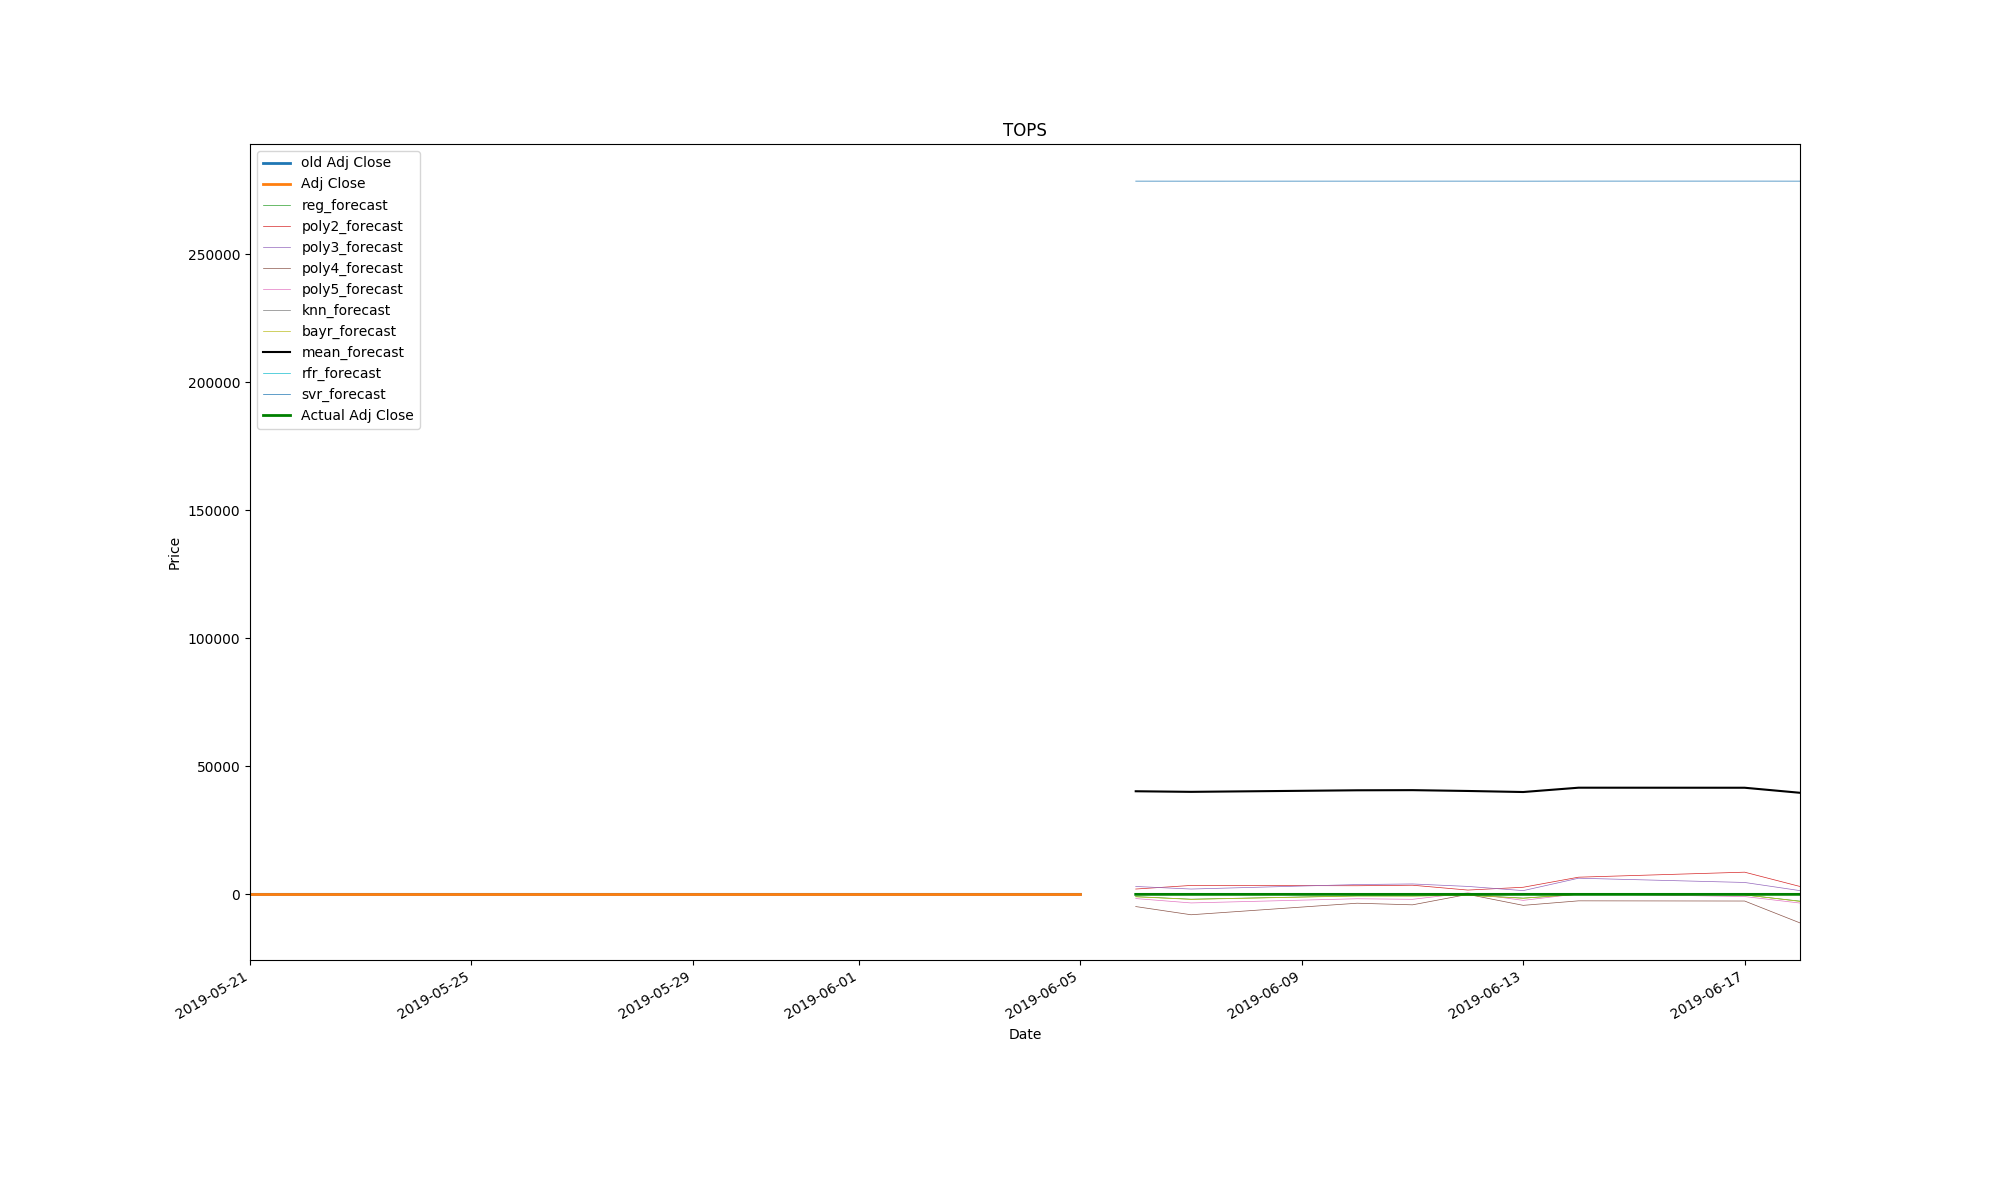 TOPS
old Adj Close
Adj Close
reg_forecast
poly2_forecast
poly3_forecast
poly4_forecast
poly5_forecast
knn_forecast
bayr_forecast
mean_forecast
rfr_forecast
svr_forecast
Actual Adj Close
250000
200000
150000
100000
50000
0
Price
2019-05-21
2019-05-25
2019-05-29
2019-06-01
2019-06-05
2019-06-09
2019-06-13
2019-06-17
Date